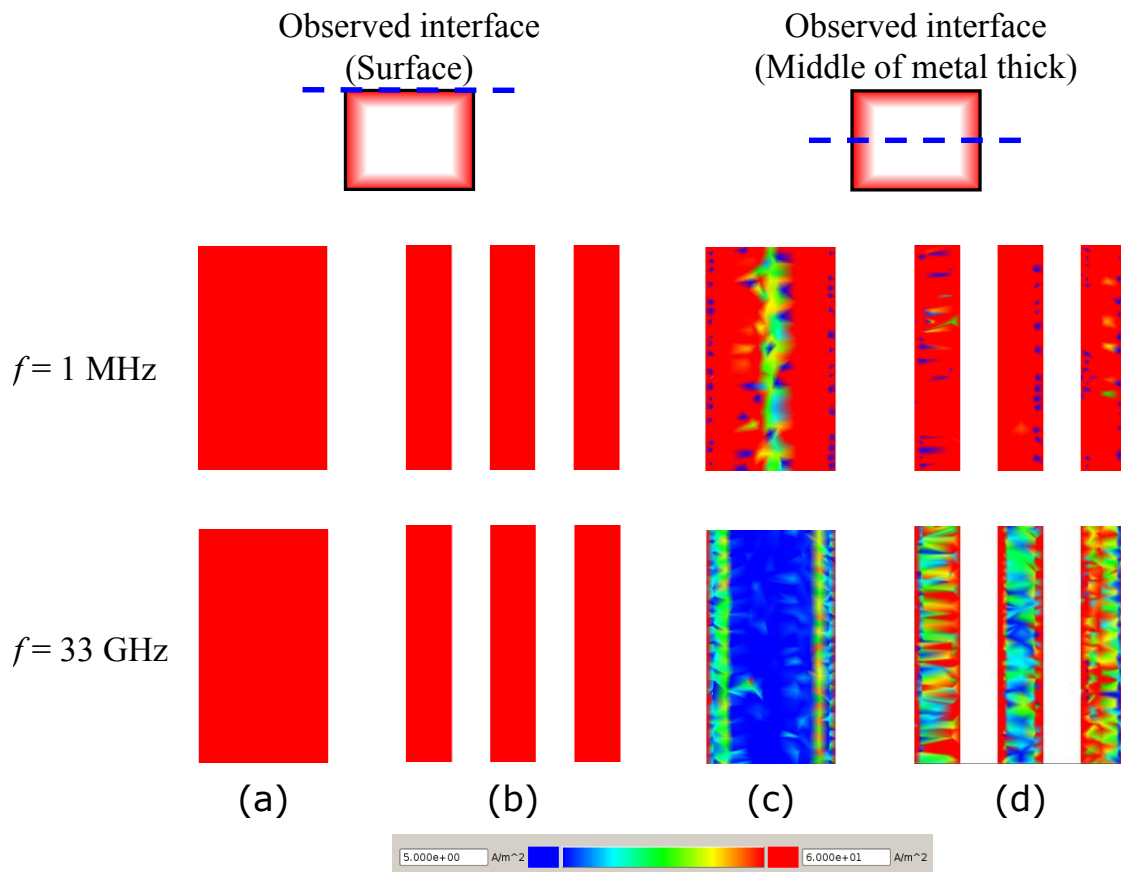 Observed interface
(Surface)
Observed interface
(Middle of metal thick)
f = 1 MHz
f = 33 GHz
(a) (b) (c) (d)
5.000e+00 A/m^2 6.000e+01 A/m^2